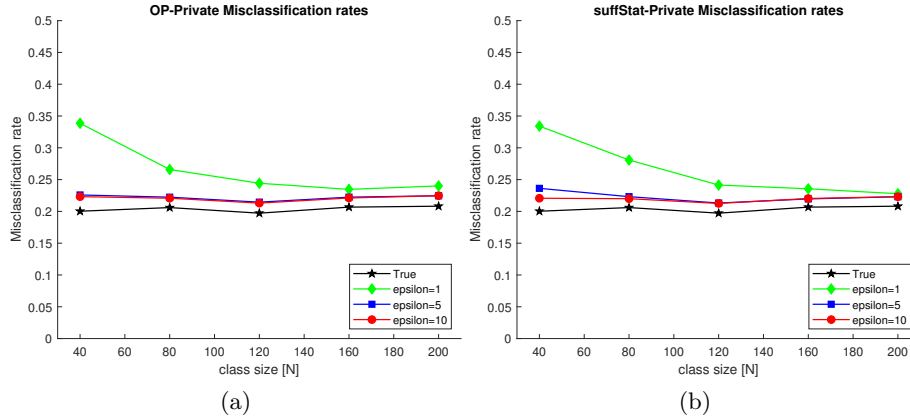 OP-Private Misclassification rates
0.5
0.45
0.4
0.35
0.3
0.25
0.2
0.15
0.1
0.05
0
Misclassification rate
True
epsilon=1
epsilon=5
epsilon=10
40 60 80 100 120 140 160 180 200
class size [N]
(a)
suffStat-Private Misclassification rates
0.5
0.45
0.4
0.35
0.3
0.25
0.2
0.15
0.1
0.05
0
Misclassification rate
True
epsilon=1
epsilon=5
epsilon=10
40 60 80 100 120 140 160 180 200
class size [N]
(b)